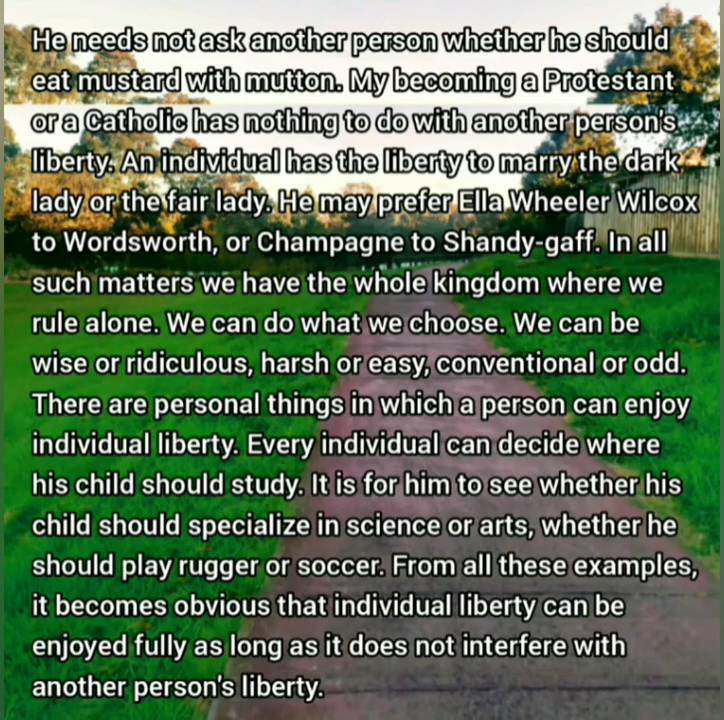 He needs not ask another person whether he should
eat mustard with mutton. My becoming a Protestant
or a Catholic has nothing to do with another person's
liberty. An individual has the liberty to marry the dark
lady or the fair lady. He may prefer Ella Wheeler Wilcox
to Wordsworth, or Champagne to Shandy-gaff. In all
such matters we have the whole kingdom where we
rule alone. We can do what we choose. We can be
wise or ridiculous, harsh or easy, conventional or odd.
There are personal things in which a person can enjoy
individual liberty. Every individual can decide where
his child should study. It is for him to see whether his
child should specialize in science or arts, whether he
should play rugger or soccer. From all these examples,
it becomes obvious that individual liberty can be
enjoyed fully as long as it does not interfere with
another person's liberty.